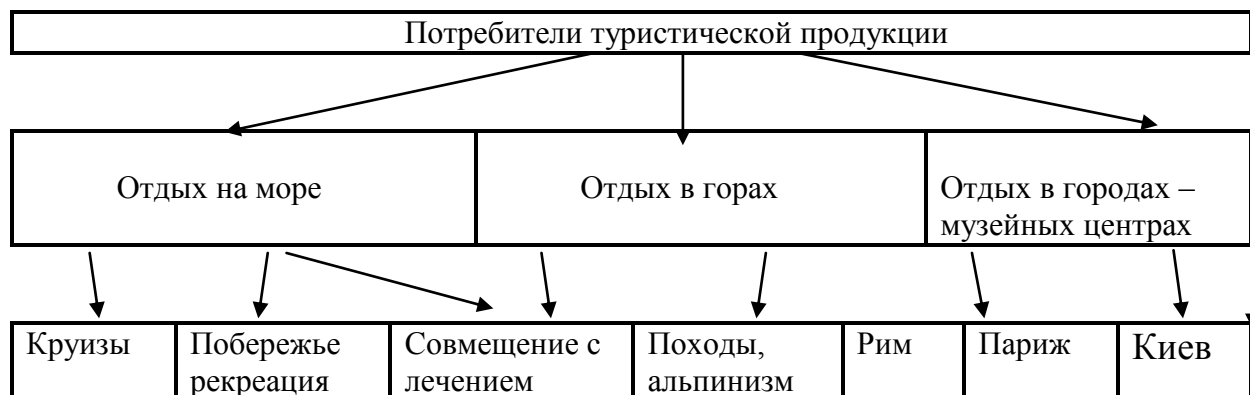 Потребители туристической продукции
Отдых на море
Отдых в горах
Отдых в городах –
музейных центрах
Круизы
Побережье
рекреация
Совмещение с
лечением
Походы,
альпинизм
Рим
Париж
Киев